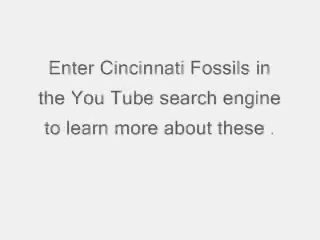 Enter Cincinnati Fossils in
the You Tube search engine
to learn more about these .